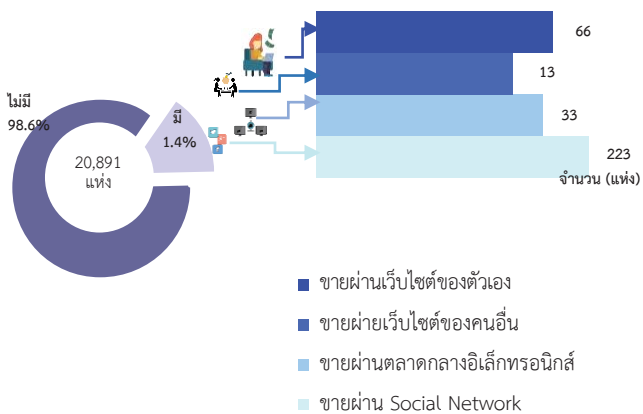 66
13
33
223
จำนวน (แห่ง)
ไม่มี
98.6%
มี
1.4%
20,891
แห่ง
ขายผ่านเว็บไซต์ของตัวเอง
ขายผ่ายเว็บไซต์ของคนอื่น
ขายผ่านตลาดกลางอิเล็กทรอนิกส์
ขายผ่าน Social Network